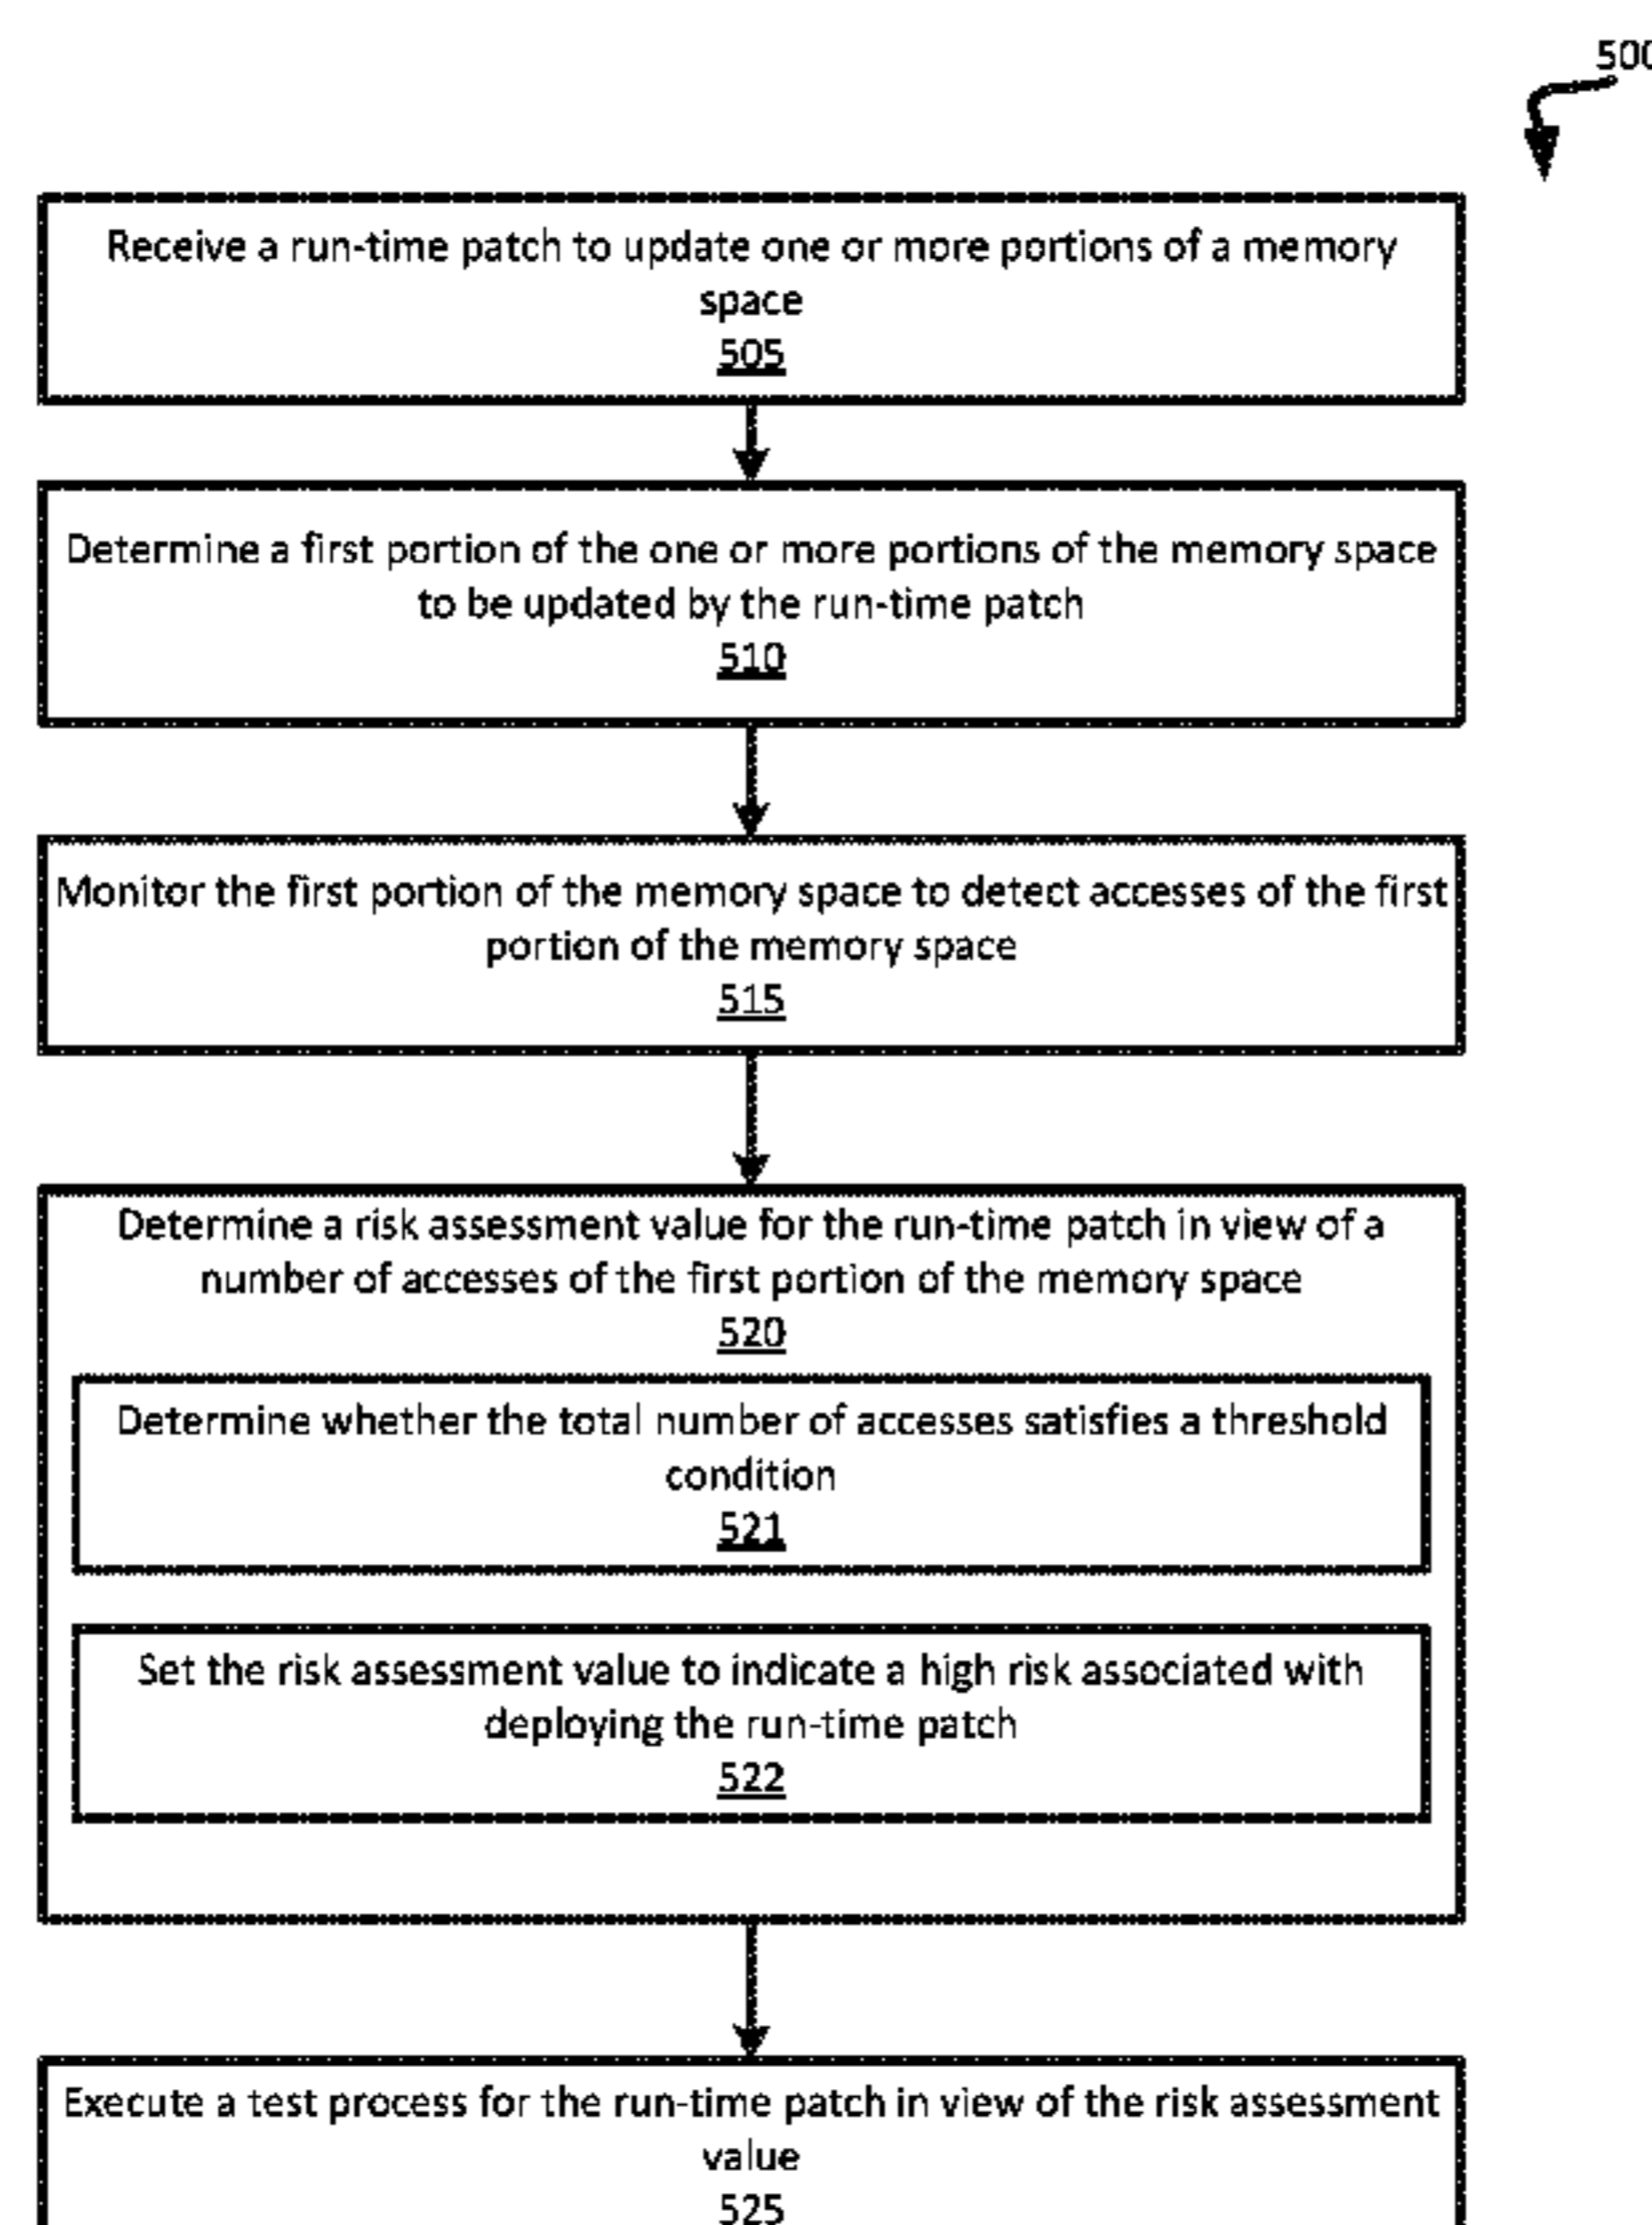 500
Receive a run-time patch to update one or more portions of a memory
space
505
Determine a first portion of the one or more portions of the memory space
to be updated by the run-time patch
510
Monitor the first portion of the memory space to detect accesses of the first
portion of the memory space
515
Determine a risk assessment value for the run-time patch in view of a
number of accesses of the first portion of the memory space
520
Determine whether the total number of accesses satisfies a threshold
condition
521
Set the risk assessment value to indicate a high risk associated with
deploying the run-time patch
522
Execute a test process for the run-time patch in view of the risk assessment
value
525